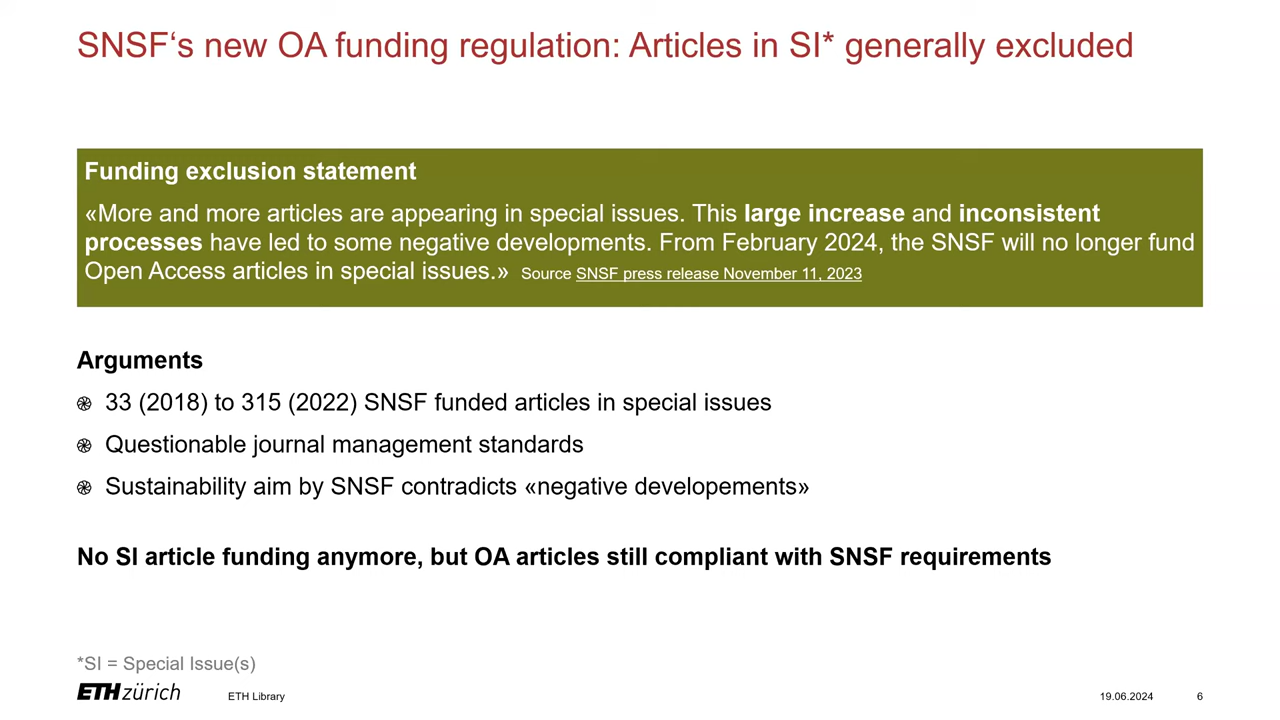 SNSF‘s new OA funding regulation: Articles in SI* generally excluded
Funding exclusion statement
«More and more articles are appearing in special issues. This large increase and inconsistent
processes have led to some negative developments. From February 2024, the SNSF will no longer fund
Open Access articles in special issues.» Source SNSF press release November 11, 2023
Arguments
33 (2018) to 315 (2022) SNSF funded articles in special issues
Questionable journal management standards
Sustainability aim by SNSF contradicts «negative developements»
No SI article funding anymore, but OA articles still compliant with SNSF requirements
*SI = Special Issue(s)
ETH zürich ETH Library 19.06.2024 6